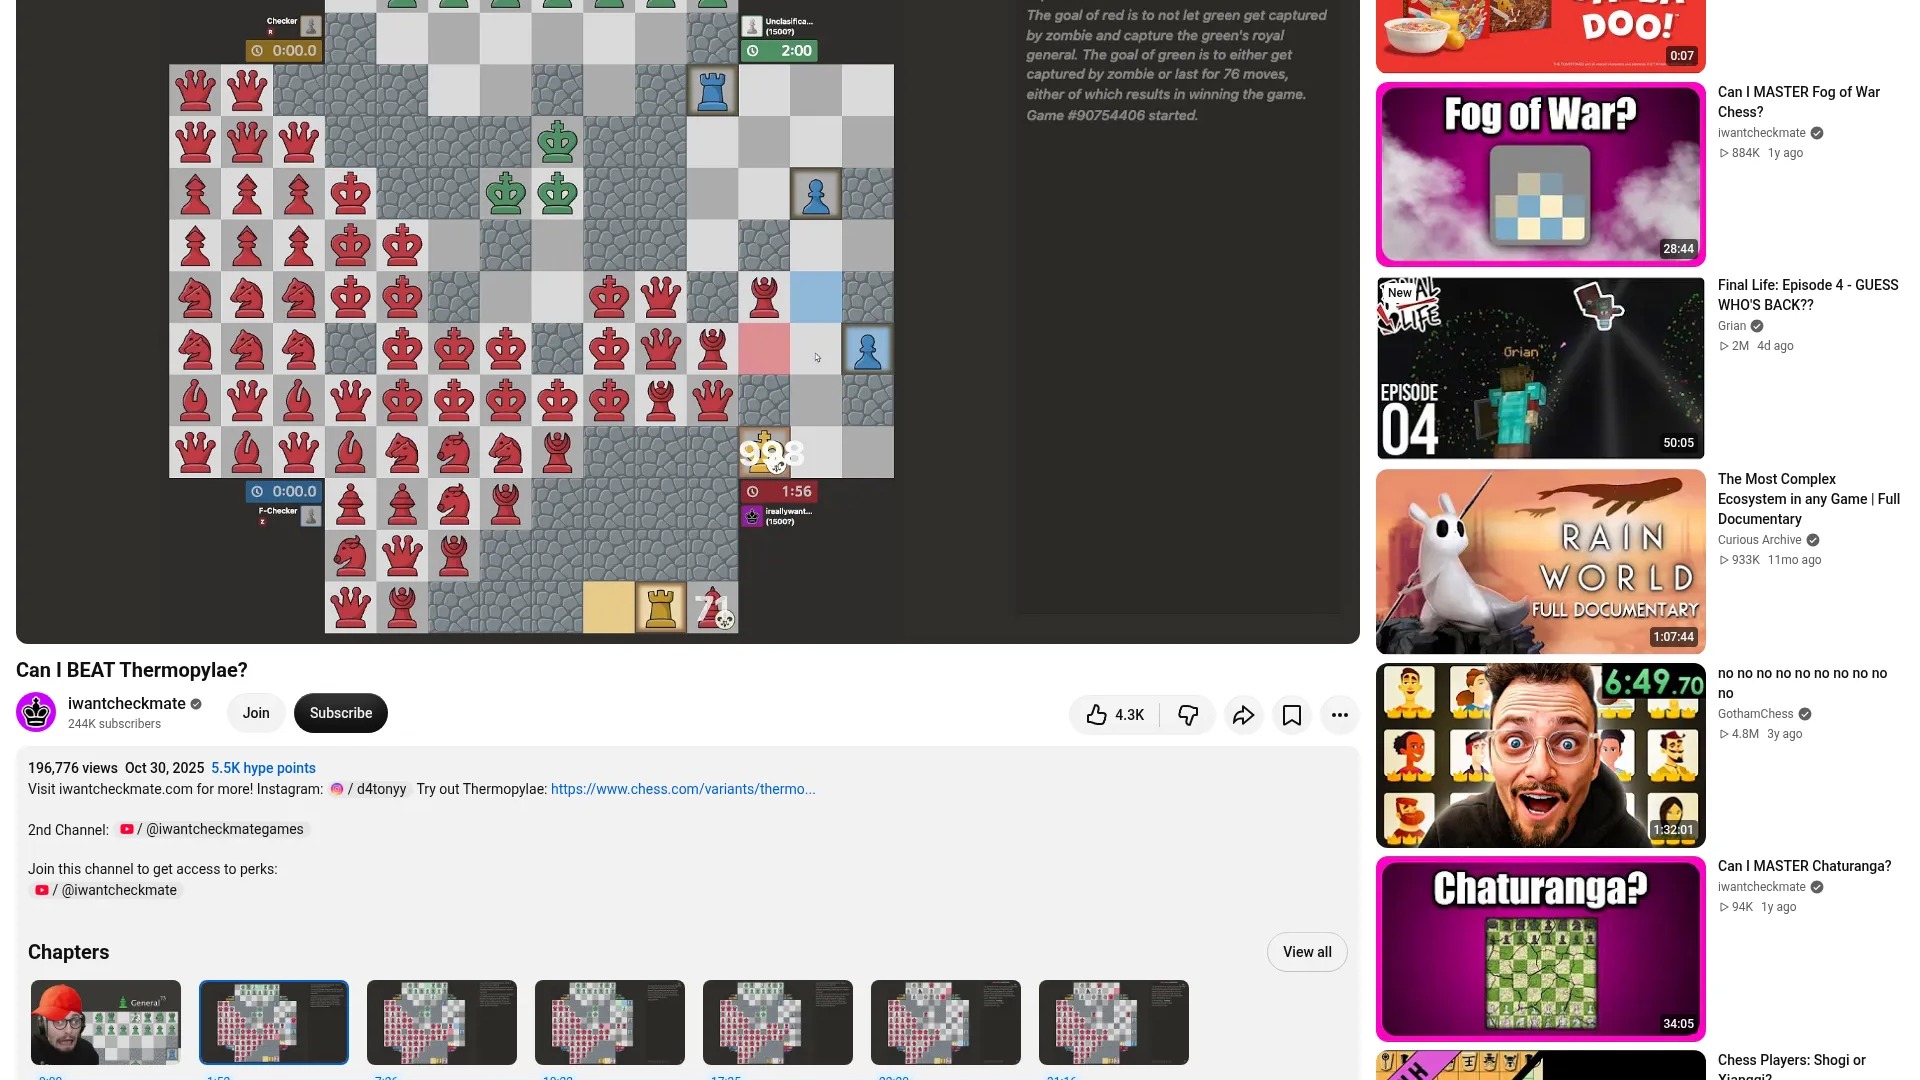 Checker
R
0:00.0
Unclasifica...
(1500?)
2:00
The goal of red is to not let green get captured
by zombie and capture the green's royal
general. The goal of green is to either get
captured by zombie or last for 76 moves,
either of which results in winning the game.
Game #90754406 started.
998
0:00.0
F-Checker
Z
1:56
ireallywant...
(1500?)
71
Can I BEAT Thermopylae?
iwantcheckmate
244K subscribers
Join
Subscribe
4.3K
196,776 views Oct 30, 2025 5.5K hype points
Visit iwantcheckmate.com for more! Instagram: / d4tonyy Try out Thermopylae: https://www.chess.com/variants/thermo...
2nd Channel: / @iwantcheckmategames
Join this channel to get access to perks:
/ @iwantcheckmate
Chapters
View all
General
DOO!
0:07
Fog of War?
28:44
Can I MASTER Fog of War
Chess?
iwantcheckmate
884K 1y ago
New
LIFE
Grian
EPISODE
04
50:05
Final Life: Episode 4 - GUESS
WHO'S BACK??
Grian
2M 4d ago
RAIN
WORLD
FULL DOCUMENTARY
1:07:44
The Most Complex
Ecosystem in any Game | Full
Documentary
Curious Archive
933K 11mo ago
6:49.70
1:32:01
no no no no no no no no no
no
GothamChess
4.8M 3y ago
Chaturanga?
34:05
Can I MASTER Chaturanga?
iwantcheckmate
94K 1y ago
Chess Players: Shogi or